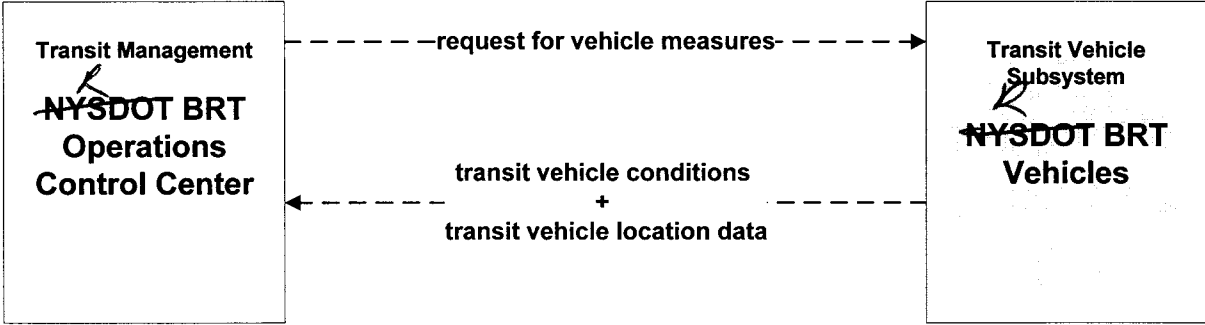 Transit Management
NYSDOT BRT
Operations
Control Center
request for vehicle measures
transit vehicle conditions
+
transit vehicle location data
Transit Vehicle
Subsystem
NYSDOT BRT
Vehicles